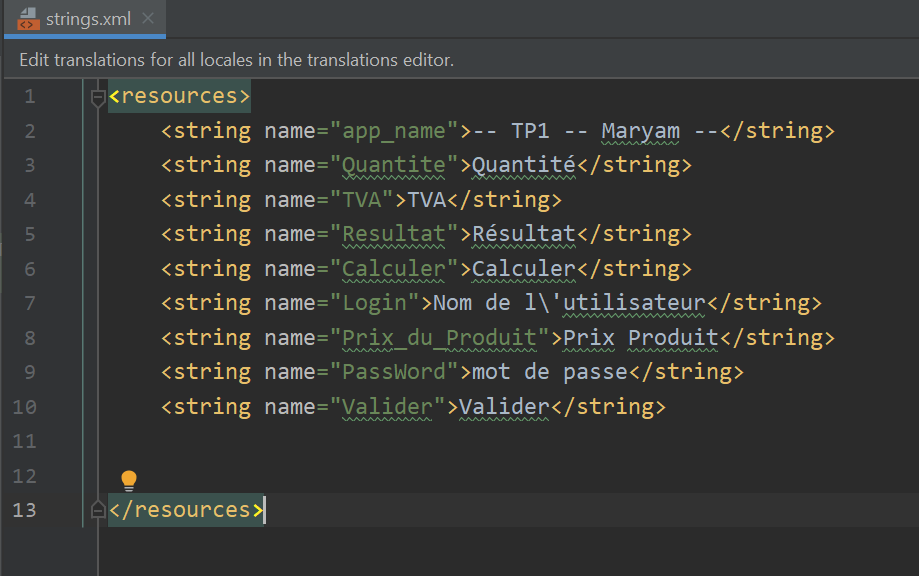 strings.xml
Edit translations for all locales in the translations editor.
1 <resources>
2 <string name="app_name">-- TP1 -- Maryam --</string>
3 <string name="Quantite">Quantité</string>
4 <string name="TVA">TVA</string>
5 <string name="Resultat">Résultat</string>
6 <string name="Calculer">Calculer</string>
7 <string name="Login">Nom de l\'utilisateur</string>
8 <string name="Prix_du_Produit">Prix Produit</string>
9 <string name="PassWord">mot de passe</string>
10 <string name="Valider">Valider</string>
11
12
13 </resources>